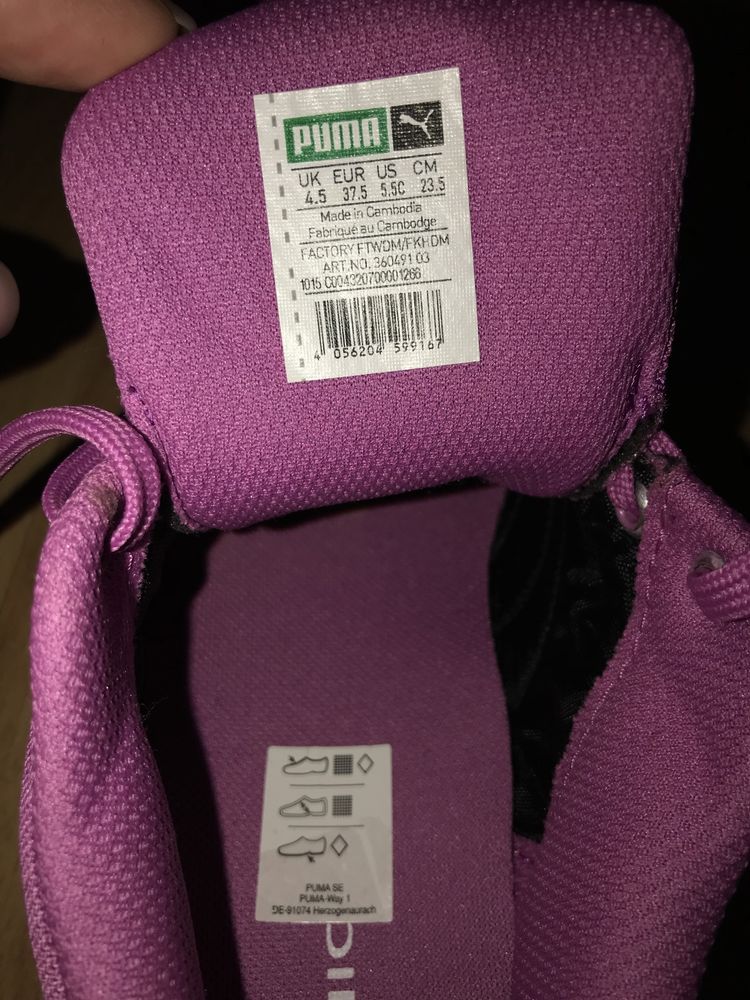 PUMA
UK EUR US CM
4.5 37.5 5.5C 23.5
Made in Cambodia
Fabriqué au Cambodge
FACTORY FTWDM/FKHDM
ART.NO. 360491 03
1015 C004320700001266
4 056204 599167
PUMA SE
PUMA-Way 1
DE-91074 Herzogenaurach